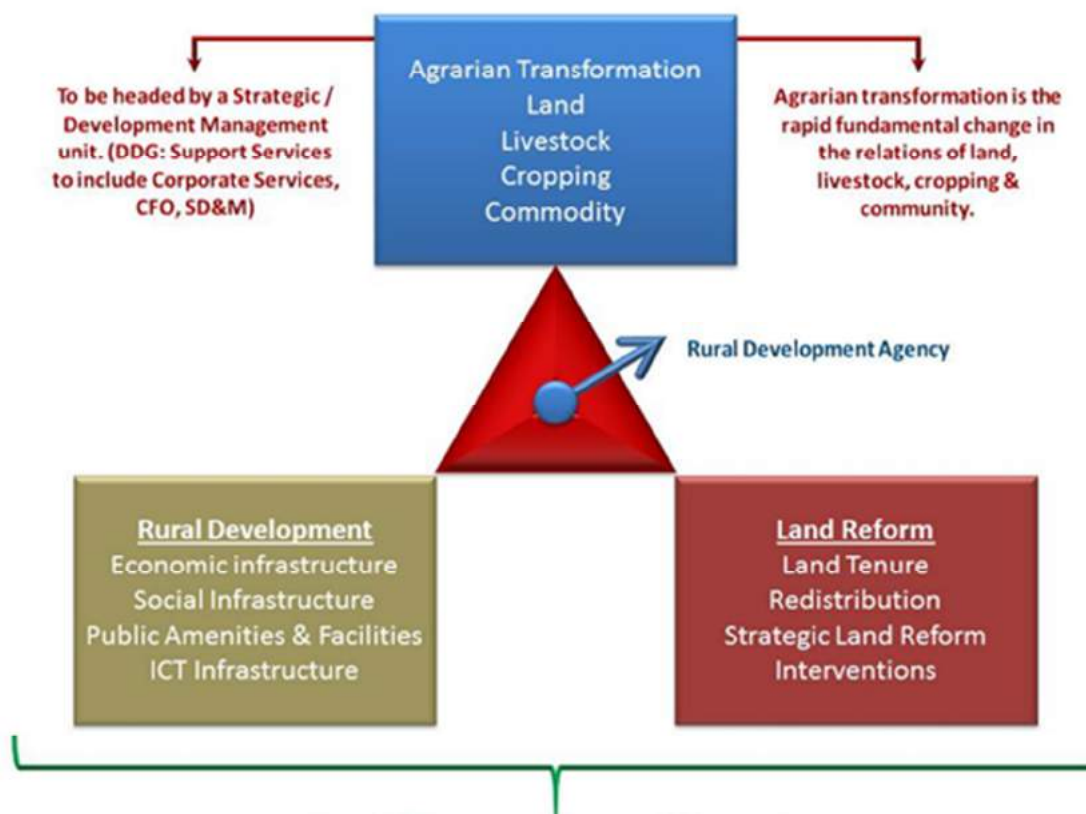 Agrarian Transformation
Land
Livestock
Cropping
Commodity
To be headed by a Strategic /
Development Management
unit. (DDG: Support Services
to include Corporate Services,
CFO, SD&M)
Agrarian transformation is the
rapid fundamental change in
the relations of land,
livestock, cropping &
community.
Rural Development Agency
Rural Development
Economic infrastructure
Social Infrastructure
Public Amenities & Facilities
ICT Infrastructure
Land Reform
Land Tenure
Redistribution
Strategic Land Reform
Interventions